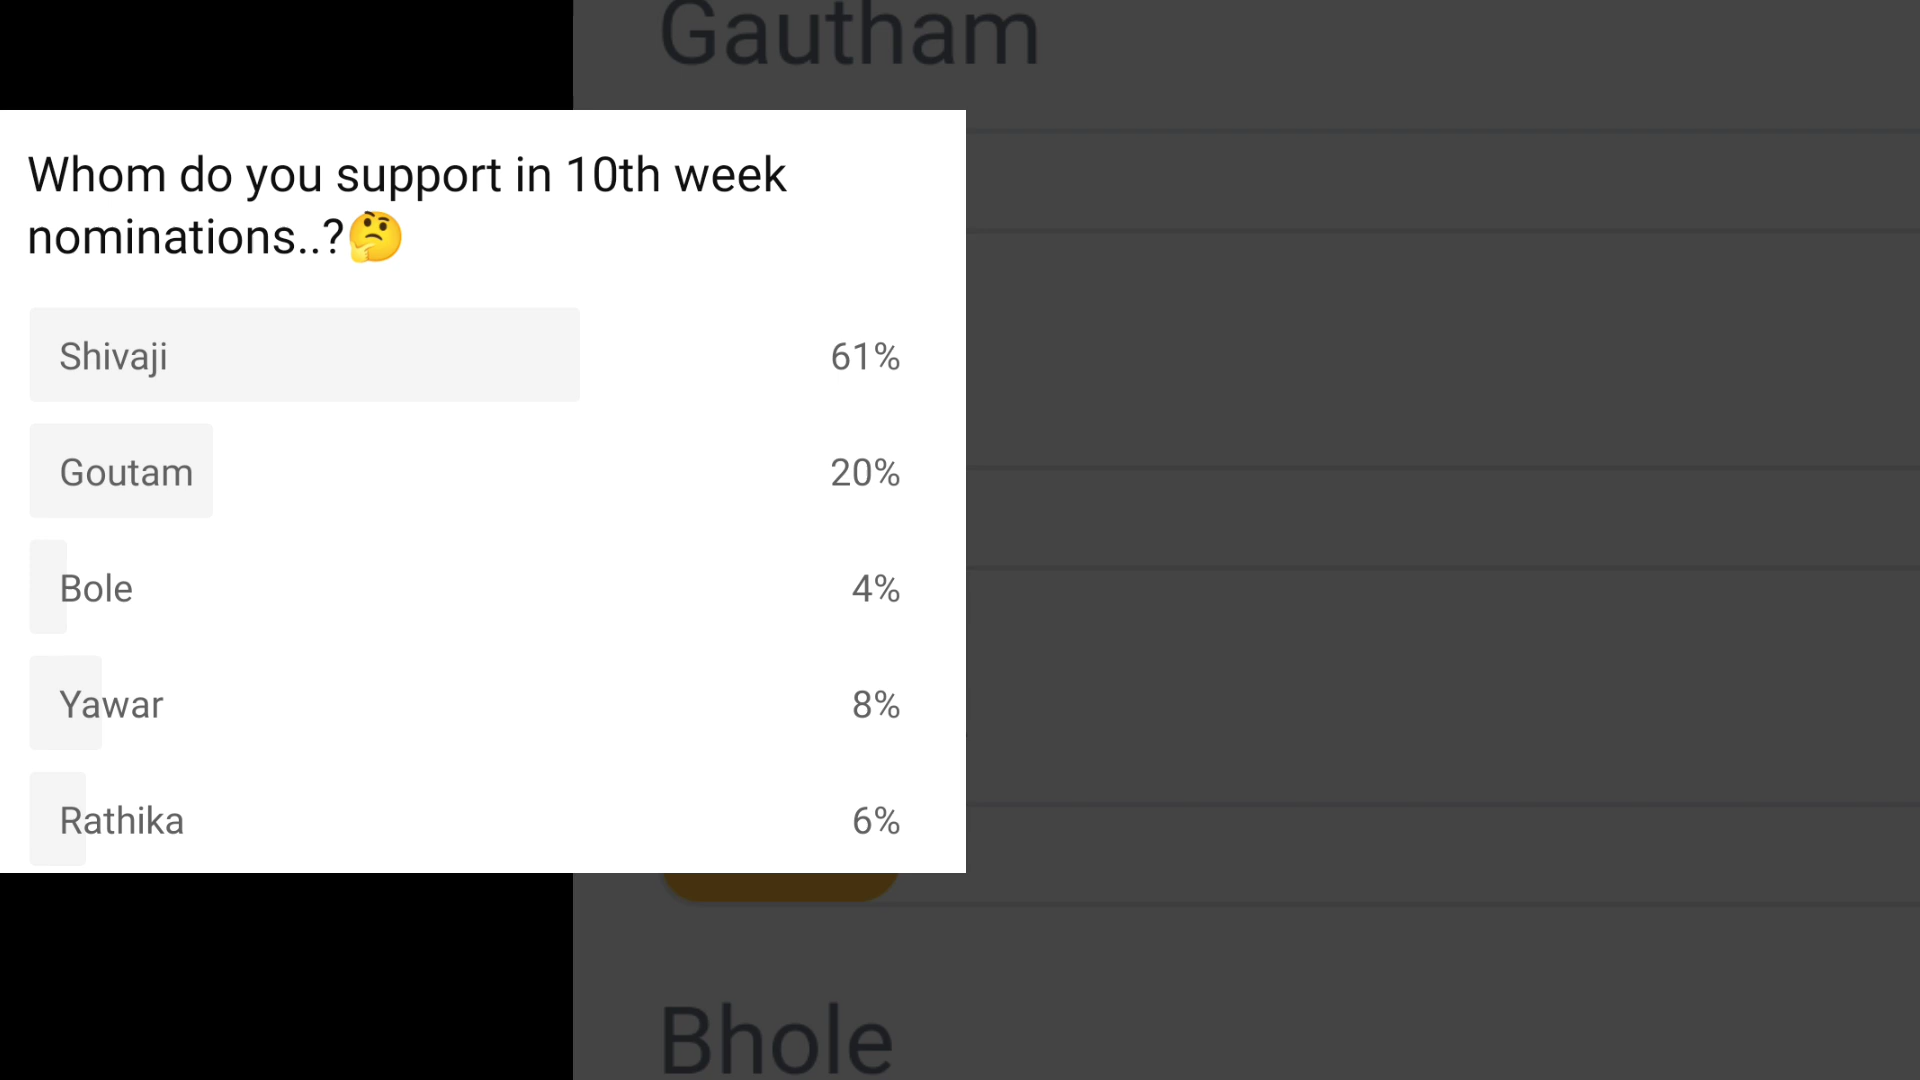 Gautham
Whom do you support in 10th week
nominations..?🤔
Shivaji 61%
Goutam 20%
Bole 4%
Yawar 8%
Rathika 6%
Bhole